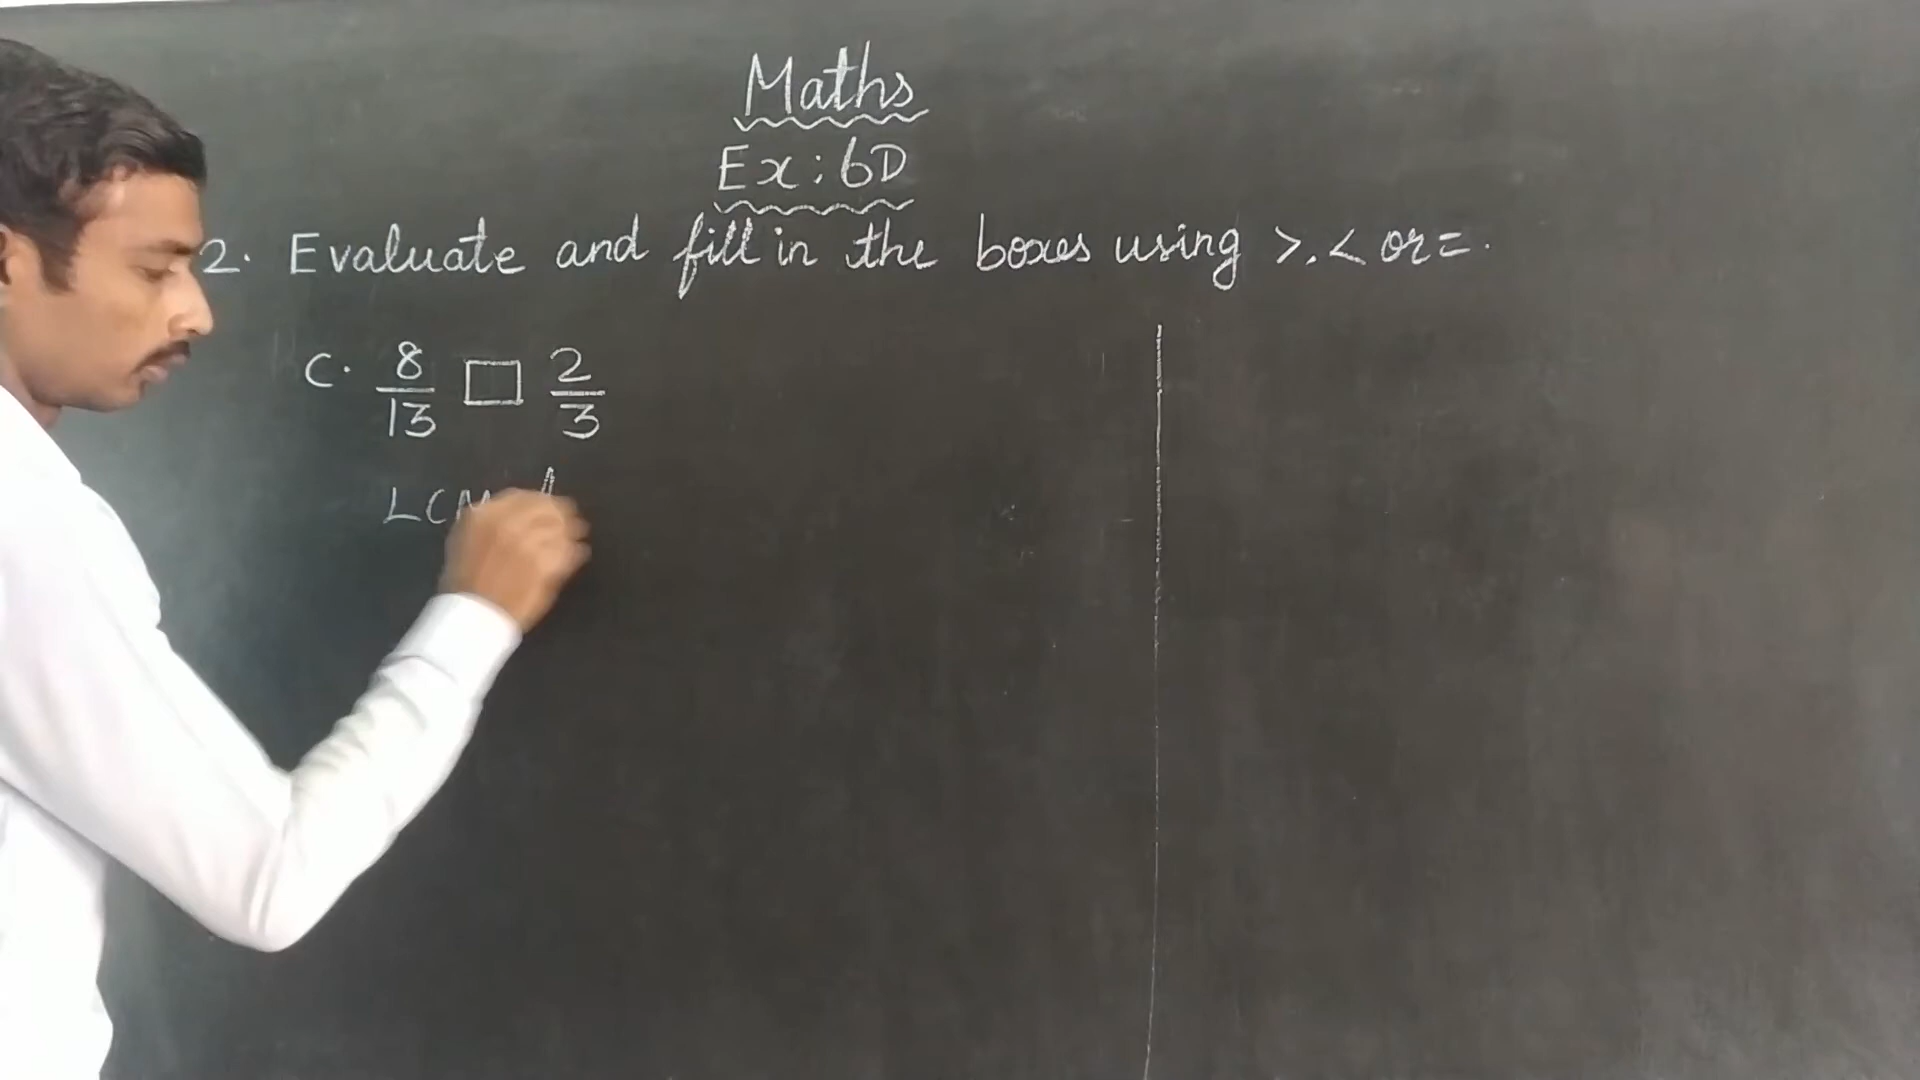 Maths
Ex: 6D
2. Evaluate and fill in the boxes using >, < or =.
C. 8/13 □ 2/3
LCM